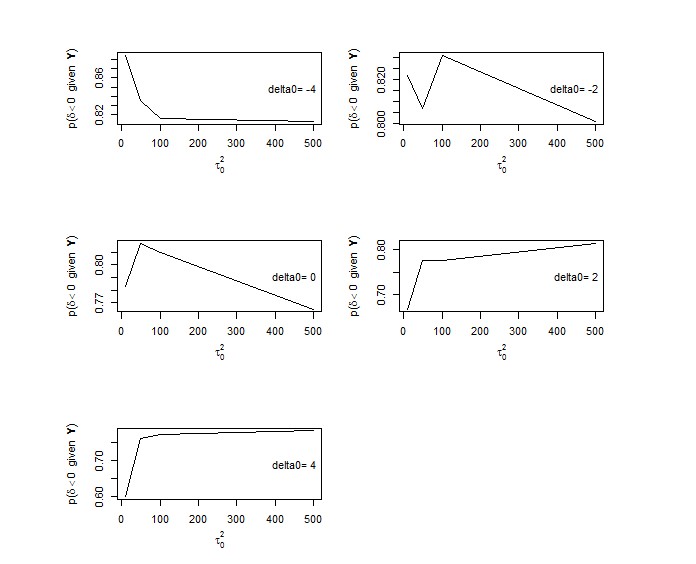 p(δ<0 given Y)
0.86
0.82
delta0= -4
0 100 200 300 400 500
τ₀²
p(δ<0 given Y)
0.820
0.800
delta0= -2
0 100 200 300 400 500
τ₀²
p(δ<0 given Y)
0.80
0.77
delta0= 0
0 100 200 300 400 500
τ₀²
p(δ<0 given Y)
0.80
0.70
delta0= 2
0 100 200 300 400 500
τ₀²
p(δ<0 given Y)
0.70
0.60
delta0= 4
0 100 200 300 400 500
τ₀²